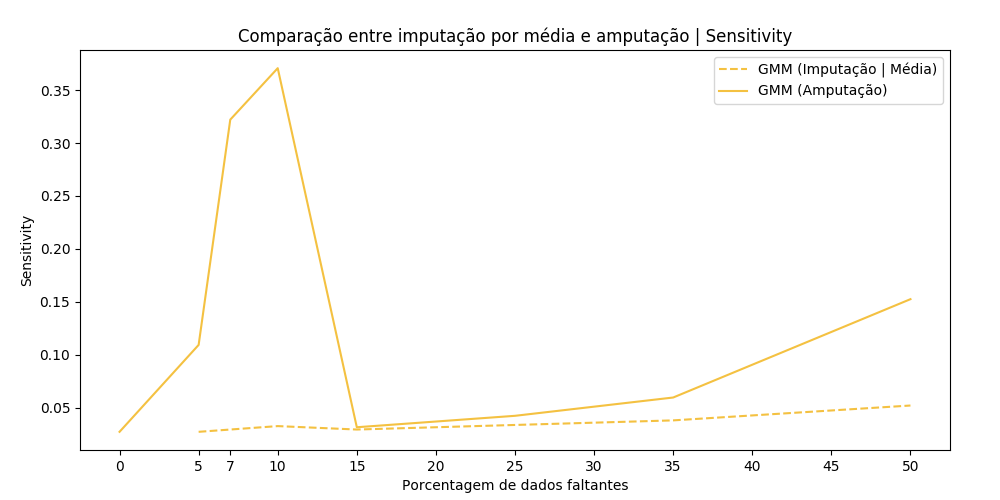 Comparação entre imputação por média e amputação | Sensitivity
GMM (Imputação | Média)
GMM (Amputação)
0.35
0.30
0.25
0.20
0.15
0.10
0.05
Sensitivity
0 5 7 10 15 20 25 30 35 40 45 50
Porcentagem de dados faltantes